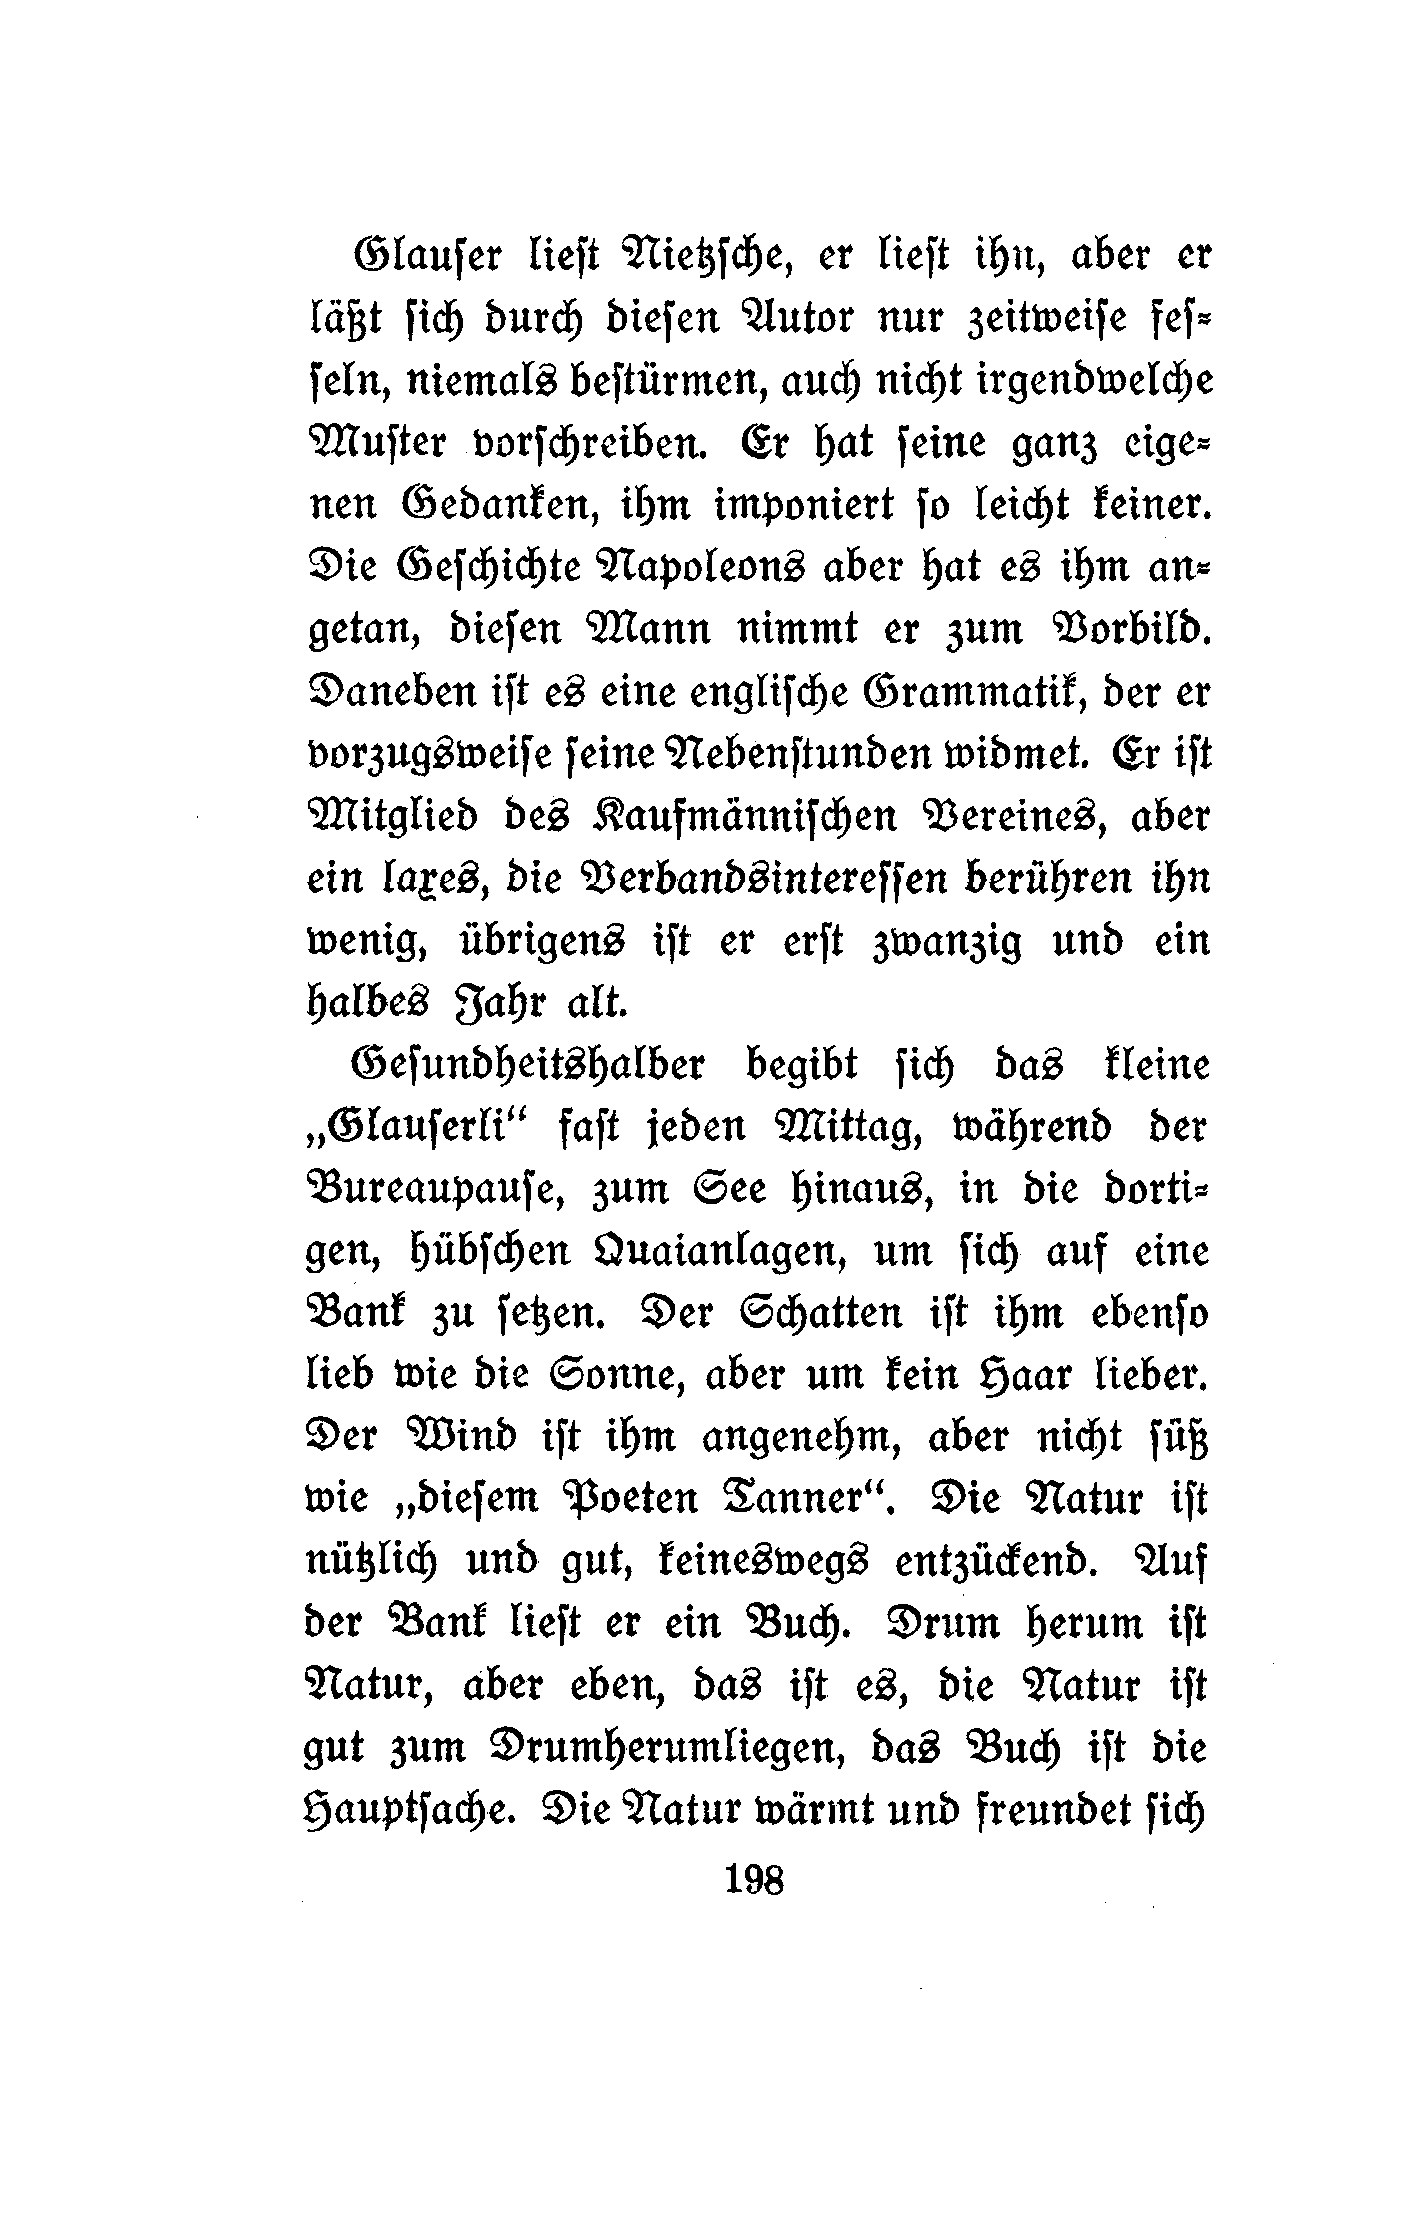 Glauser liest Nietzsche, er liest ihn, aber er
läßt sich durch diesen Autor nur zeitweise fes-
seln, niemals bestürmen, auch nicht irgendwelche
Muster vorschreiben. Er hat seine ganz eige-
nen Gedanken, ihm imponiert so leicht keiner.
Die Geschichte Napoleons aber hat es ihm an-
getan, diesen Mann nimmt er zum Vorbild.
Daneben ist es eine englische Grammatik, der er
vorzugsweise seine Nebenstunden widmet. Er ist
Mitglied des Kaufmännischen Vereines, aber
ein laxes, die Verbandsinteressen berühren ihn
wenig, übrigens ist er erst zwanzig und ein
halbes Jahr alt.
Gesundheitshalber begibt sich das kleine
„Glauserli“ fast jeden Mittag, während der
Bureaupause, zum See hinaus, in die dorti-
gen, hübschen Quaianlagen, um sich auf eine
Bank zu setzen. Der Schatten ist ihm ebenso
lieb wie die Sonne, aber um kein Haar lieber.
Der Wind ist ihm angenehm, aber nicht süß
wie „diesem Poeten Tanner“. Die Natur ist
nützlich und gut, keineswegs entzückend. Auf
der Bank liest er ein Buch. Drum herum ist
Natur, aber eben, das ist es, die Natur ist
gut zum Drumherumliegen, das Buch ist die
Hauptsache. Die Natur wärmt und freundet sich
198